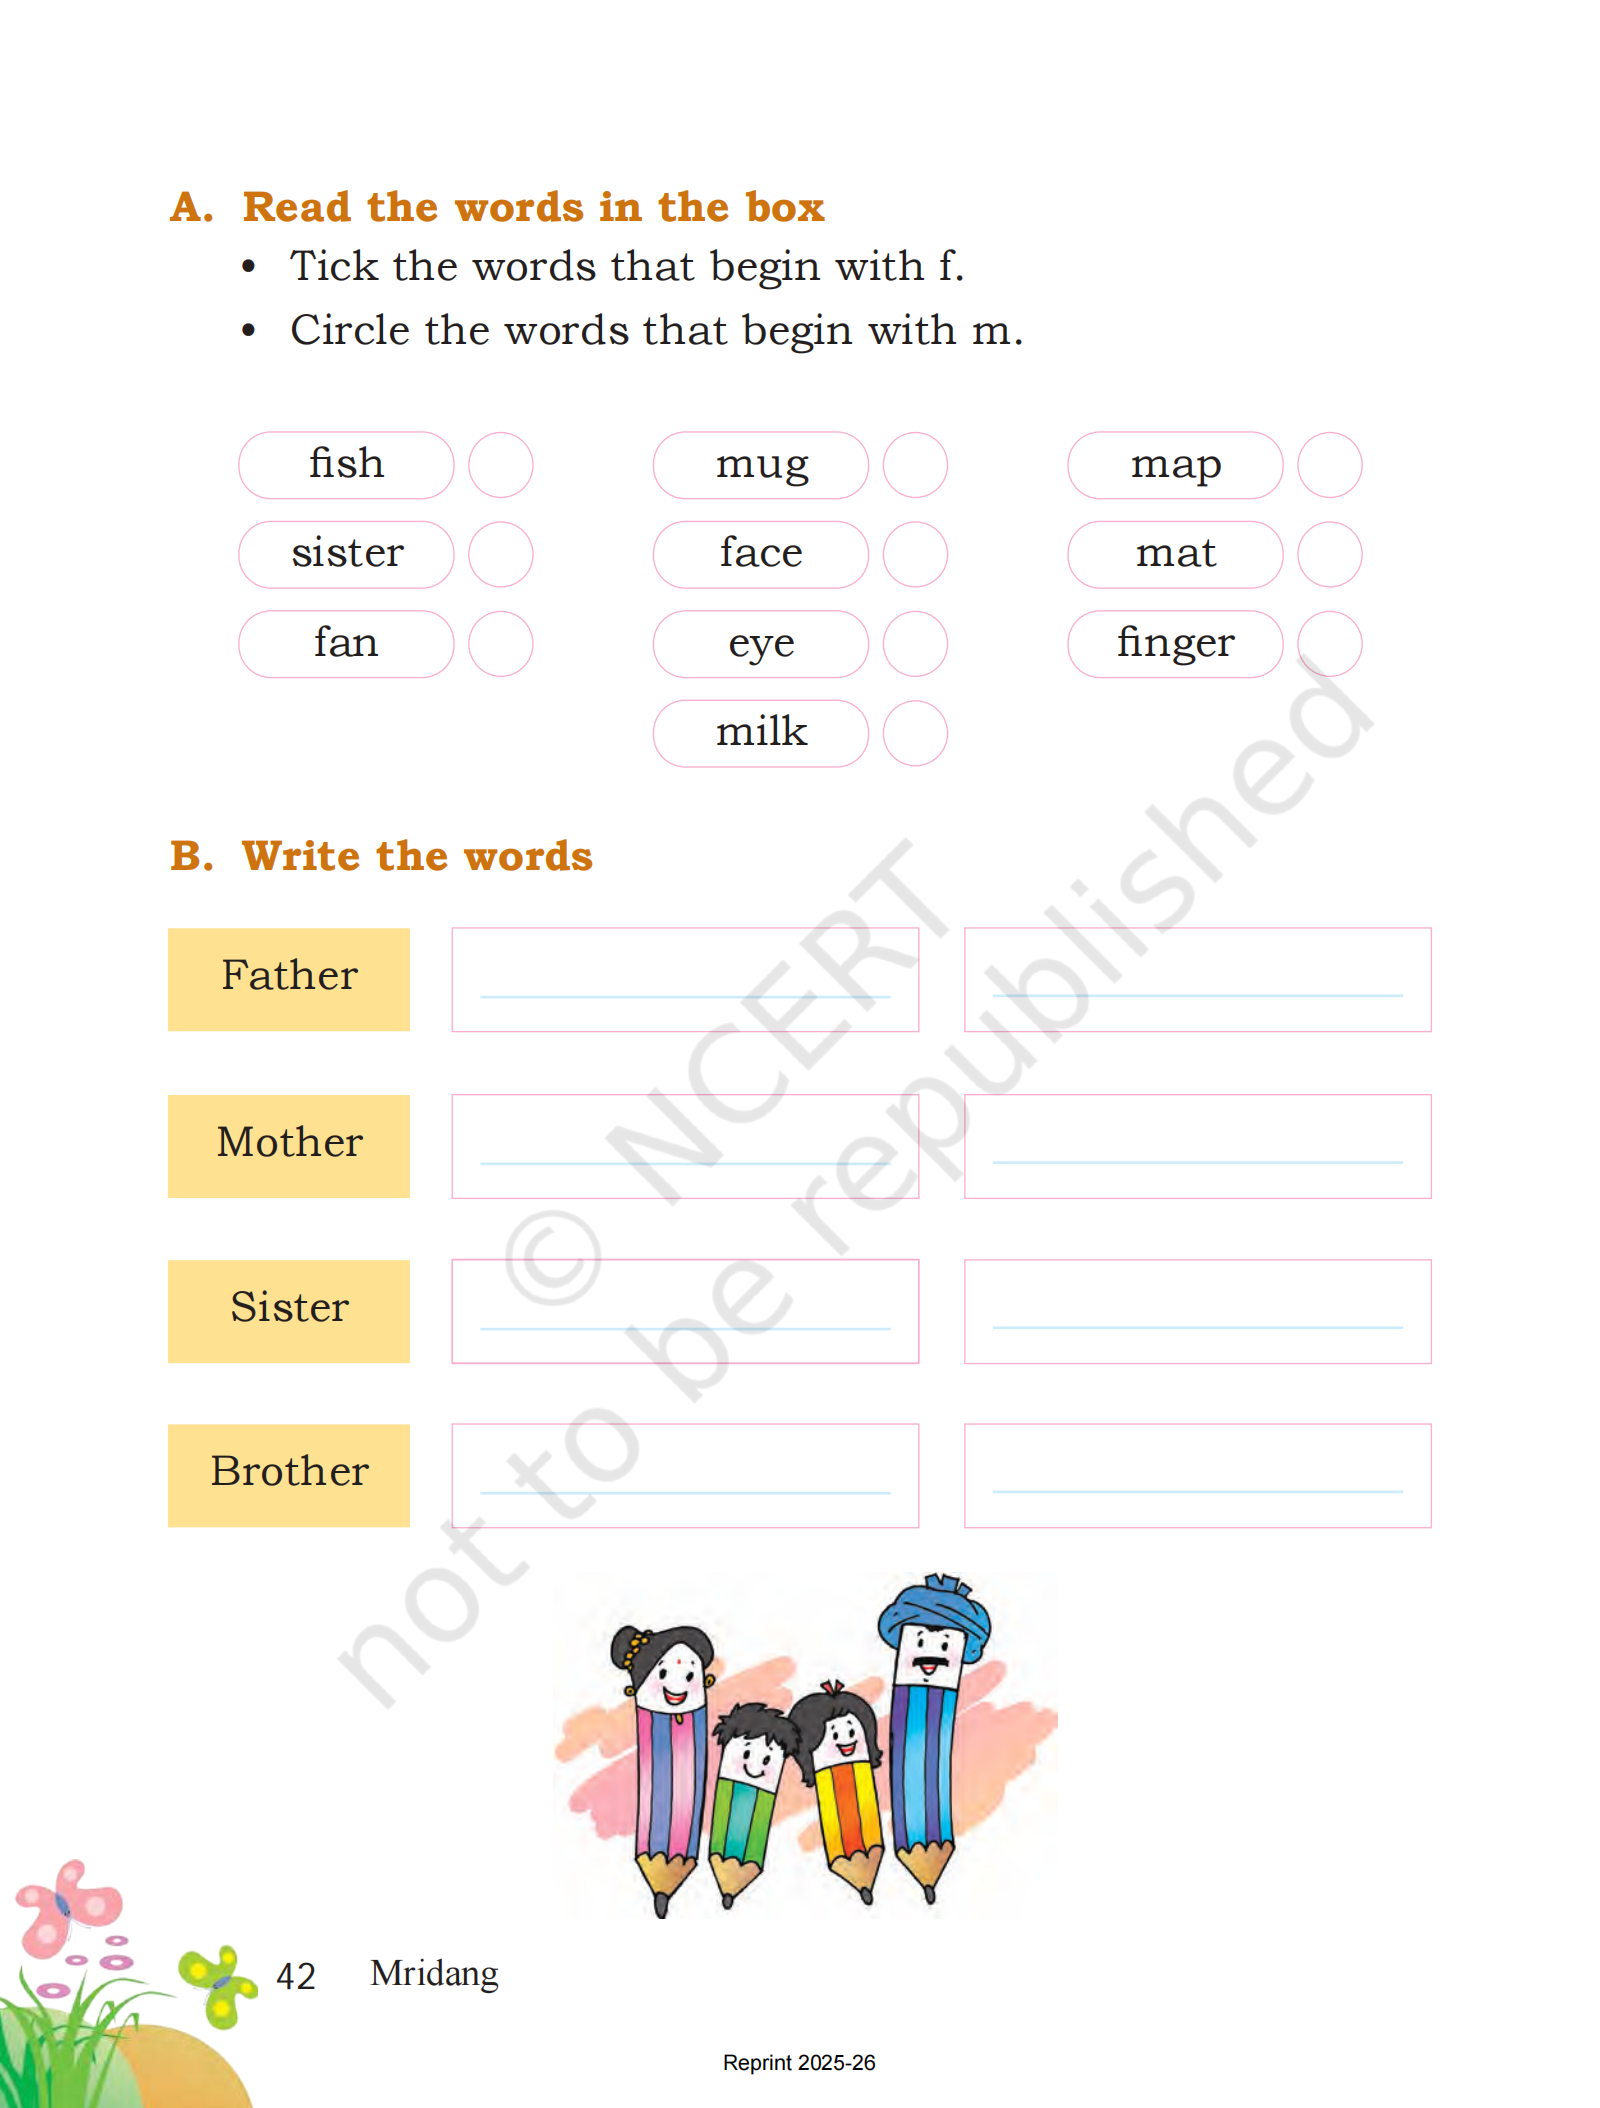 A. Read the words in the box
• Tick the words that begin with f.
• Circle the words that begin with m.
fish mug map
sister face mat
fan eye finger
milk
B. Write the words
Father
Mother
Sister
Brother
© NCERT
not to be republished
42 Mridang
Reprint 2025-26